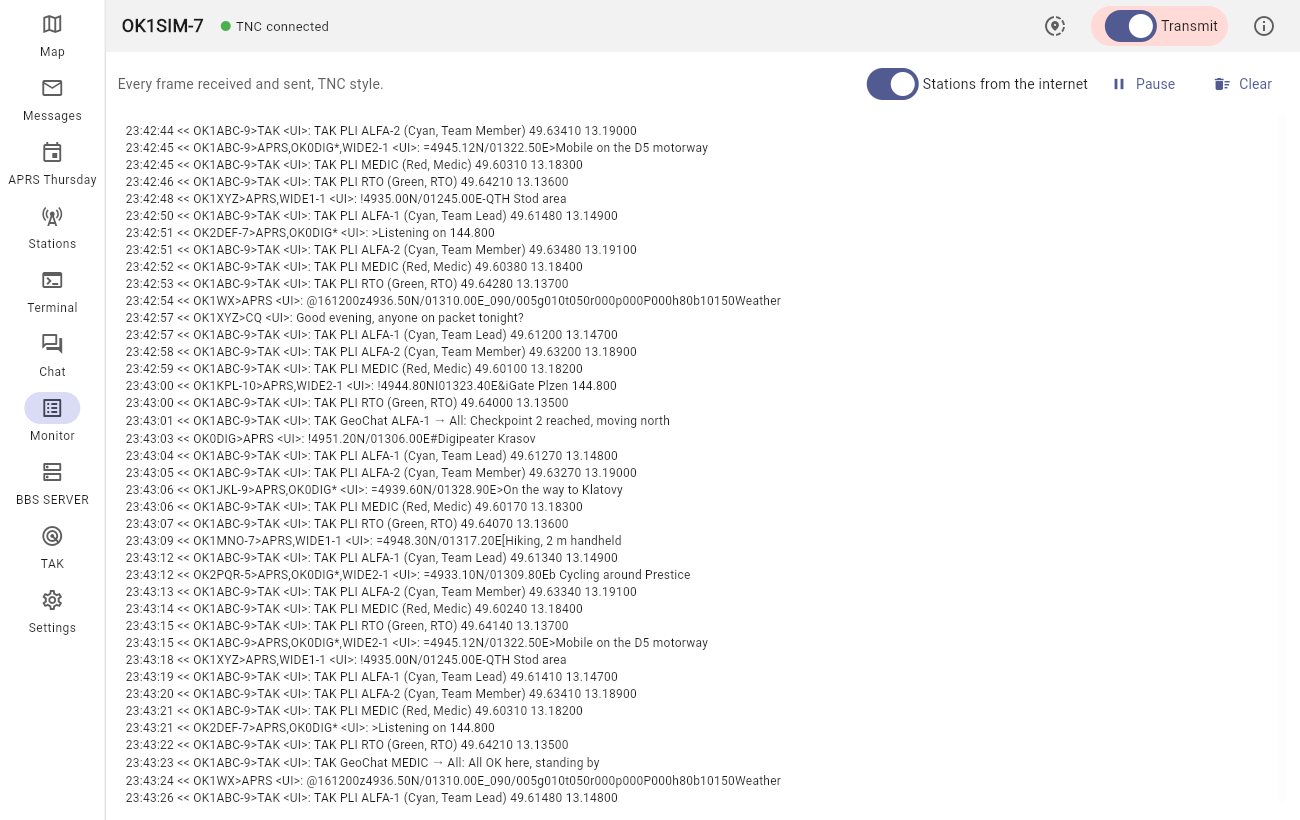 OK1SIM-7
TNC connected
Transmit
Map
Messages
APRS Thursday
Stations
Terminal
Chat
Monitor
BBS SERVER
TAK
Settings
Every frame received and sent, TNC style.
Stations from the internet
Pause
Clear
23:42:44 << OK1ABC-9>TAK <UI>: TAK PLI ALFA-2 (Cyan, Team Member) 49.63410 13.19000
23:42:45 << OK1ABC-9>APRS,OK0DIG*,WIDE2-1 <UI>: =4945.12N/01322.50E>Mobile on the D5 motorway
23:42:45 << OK1ABC-9>TAK <UI>: TAK PLI MEDIC (Red, Medic) 49.60310 13.18300
23:42:46 << OK1ABC-9>TAK <UI>: TAK PLI RTO (Green, RTO) 49.64210 13.13600
23:42:48 << OK1XYZ>APRS,WIDE1-1 <UI>: !4935.00N/01245.00E-QTH Stod area
23:42:50 << OK1ABC-9>TAK <UI>: TAK PLI ALFA-1 (Cyan, Team Lead) 49.61480 13.14900
23:42:51 << OK2DEF-7>APRS,OK0DIG* <UI>: >Listening on 144.800
23:42:51 << OK1ABC-9>TAK <UI>: TAK PLI ALFA-2 (Cyan, Team Member) 49.63480 13.19100
23:42:52 << OK1ABC-9>TAK <UI>: TAK PLI MEDIC (Red, Medic) 49.60380 13.18400
23:42:53 << OK1ABC-9>TAK <UI>: TAK PLI RTO (Green, RTO) 49.64280 13.13700
23:42:54 << OK1WX>APRS <UI>: @161200z4936.50N/01310.00E_090/005g010t050r000p000P000h80b10150Weather
23:42:57 << OK1XYZ>CQ <UI>: Good evening, anyone on packet tonight?
23:42:57 << OK1ABC-9>TAK <UI>: TAK PLI ALFA-1 (Cyan, Team Lead) 49.61200 13.14700
23:42:58 << OK1ABC-9>TAK <UI>: TAK PLI ALFA-2 (Cyan, Team Member) 49.63200 13.18900
23:42:59 << OK1ABC-9>TAK <UI>: TAK PLI MEDIC (Red, Medic) 49.60100 13.18200
23:43:00 << OK1KPL-10>APRS,WIDE2-1 <UI>: !4944.80NI01323.40E&iGate Plzen 144.800
23:43:00 << OK1ABC-9>TAK <UI>: TAK PLI RTO (Green, RTO) 49.64000 13.13500
23:43:01 << OK1ABC-9>TAK <UI>: TAK GeoChat ALFA-1 → All: Checkpoint 2 reached, moving north
23:43:03 << OK0DIG>APRS <UI>: !4951.20N/01306.00E#Digipeater Krasov
23:43:04 << OK1ABC-9>TAK <UI>: TAK PLI ALFA-1 (Cyan, Team Lead) 49.61270 13.14800
23:43:05 << OK1ABC-9>TAK <UI>: TAK PLI ALFA-2 (Cyan, Team Member) 49.63270 13.19000
23:43:06 << OK1JKL-9>APRS,OK0DIG* <UI>: =4939.60N/01328.90E>On the way to Klatovy
23:43:06 << OK1ABC-9>TAK <UI>: TAK PLI MEDIC (Red, Medic) 49.60170 13.18300
23:43:07 << OK1ABC-9>TAK <UI>: TAK PLI RTO (Green, RTO) 49.64070 13.13600
23:43:09 << OK1MNO-7>APRS,WIDE1-1 <UI>: =4948.30N/01317.20E[Hiking, 2 m handheld
23:43:12 << OK1ABC-9>TAK <UI>: TAK PLI ALFA-1 (Cyan, Team Lead) 49.61340 13.14900
23:43:12 << OK2PQR-5>APRS,OK0DIG*,WIDE2-1 <UI>: =4933.10N/01309.80Eb Cycling around Prestice
23:43:13 << OK1ABC-9>TAK <UI>: TAK PLI ALFA-2 (Cyan, Team Member) 49.63340 13.19100
23:43:14 << OK1ABC-9>TAK <UI>: TAK PLI MEDIC (Red, Medic) 49.60240 13.18400
23:43:15 << OK1ABC-9>TAK <UI>: TAK PLI RTO (Green, RTO) 49.64140 13.13700
23:43:15 << OK1ABC-9>APRS,OK0DIG*,WIDE2-1 <UI>: =4945.12N/01322.50E>Mobile on the D5 motorway
23:43:18 << OK1XYZ>APRS,WIDE1-1 <UI>: !4935.00N/01245.00E-QTH Stod area
23:43:19 << OK1ABC-9>TAK <UI>: TAK PLI ALFA-1 (Cyan, Team Lead) 49.61410 13.14700
23:43:20 << OK1ABC-9>TAK <UI>: TAK PLI ALFA-2 (Cyan, Team Member) 49.63410 13.18900
23:43:21 << OK1ABC-9>TAK <UI>: TAK PLI MEDIC (Red, Medic) 49.60310 13.18200
23:43:21 << OK2DEF-7>APRS,OK0DIG* <UI>: >Listening on 144.800
23:43:22 << OK1ABC-9>TAK <UI>: TAK PLI RTO (Green, RTO) 49.64210 13.13500
23:43:23 << OK1ABC-9>TAK <UI>: TAK GeoChat MEDIC → All: All OK here, standing by
23:43:24 << OK1WX>APRS <UI>: @161200z4936.50N/01310.00E_090/005g010t050r000p000P000h80b10150Weather
23:43:26 << OK1ABC-9>TAK <UI>: TAK PLI ALFA-1 (Cyan, Team Lead) 49.61480 13.14800